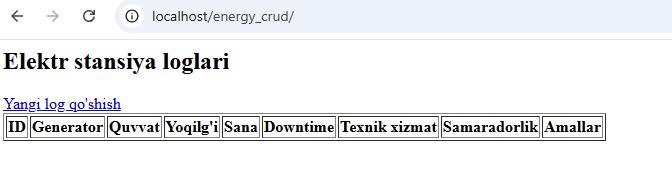 localhost/energy_crud/
Elektr stansiya loglari
Yangi log qo'shish
ID Generator Quvvat Yoqilg'i Sana Downtime Texnik xizmat Samaradorlik Amallar